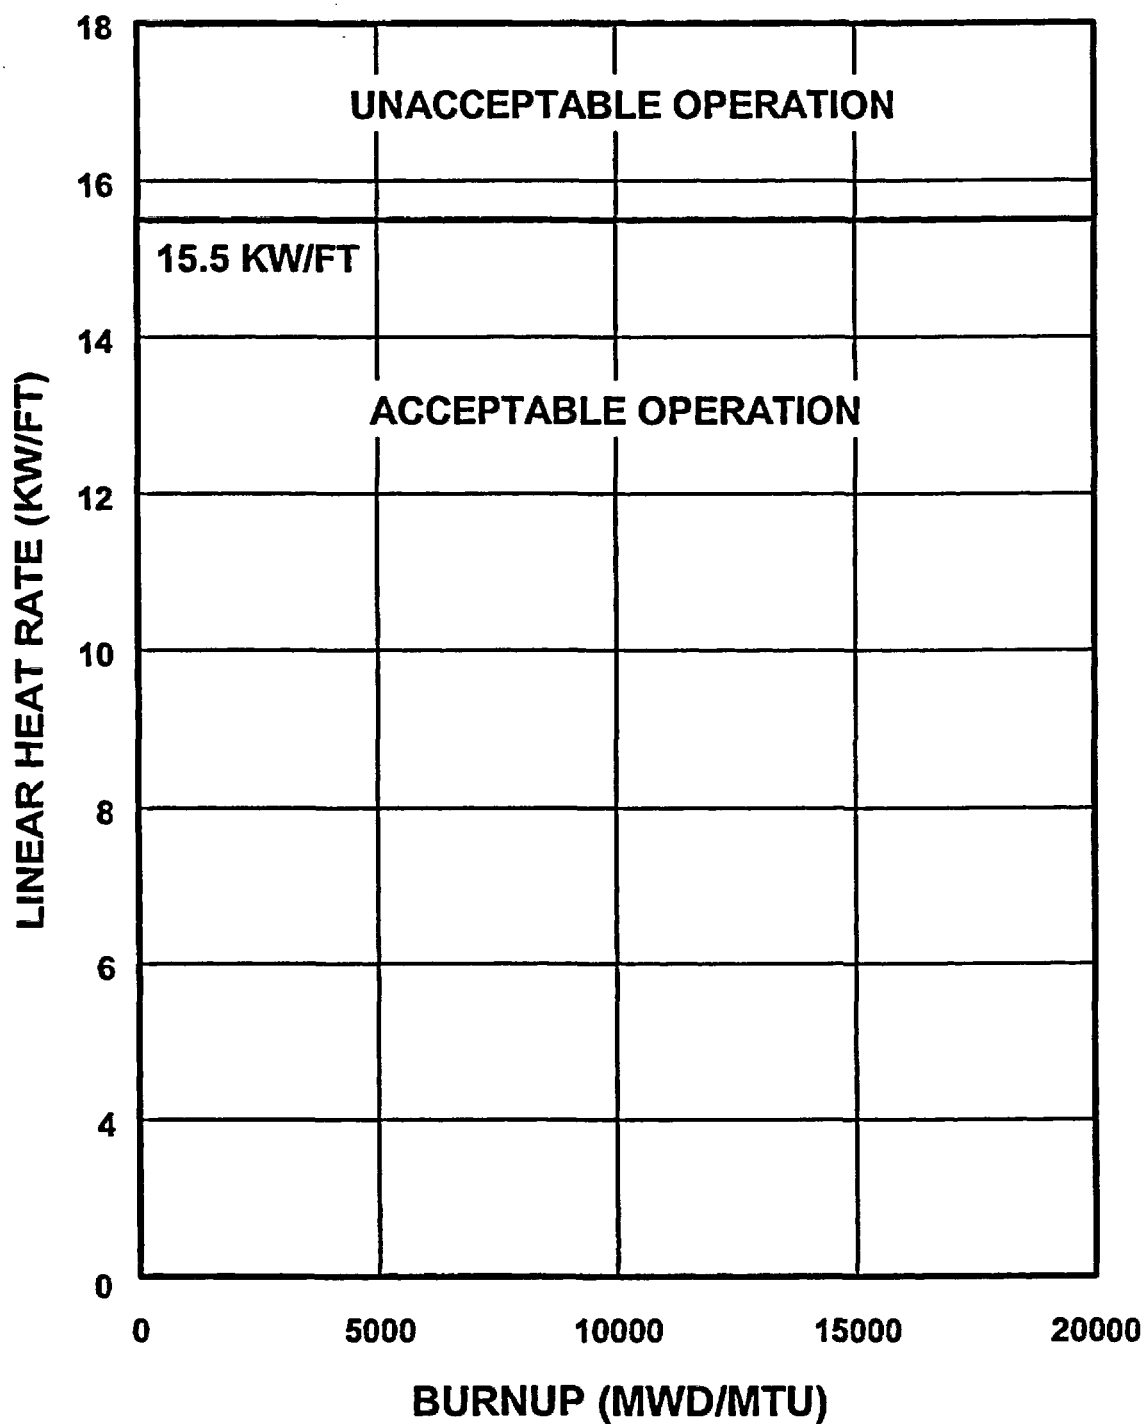 18
UNACCEPTABLE OPERATION
16
15.5 KW/FT
14
ACCEPTABLE OPERATION
12
10
8
6
4
0
LINEAR HEAT RATE (KW/FT)
0 5000 10000 15000 20000
BURNUP (MWD/MTU)